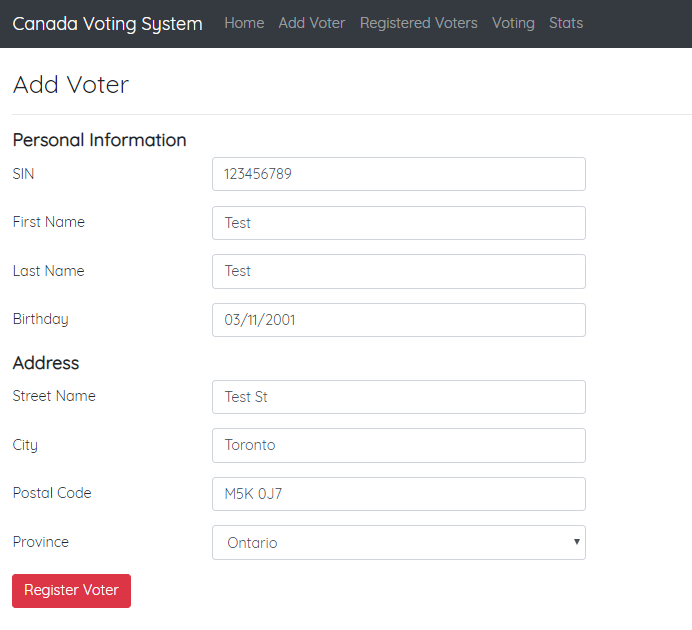 Canada Voting System Home Add Voter Registered Voters Voting Stats
Add Voter
Personal Information
SIN 123456789
First Name Test
Last Name Test
Birthday 03/11/2001
Address
Street Name Test St
City Toronto
Postal Code M5K 0J7
Province Ontario
Register Voter